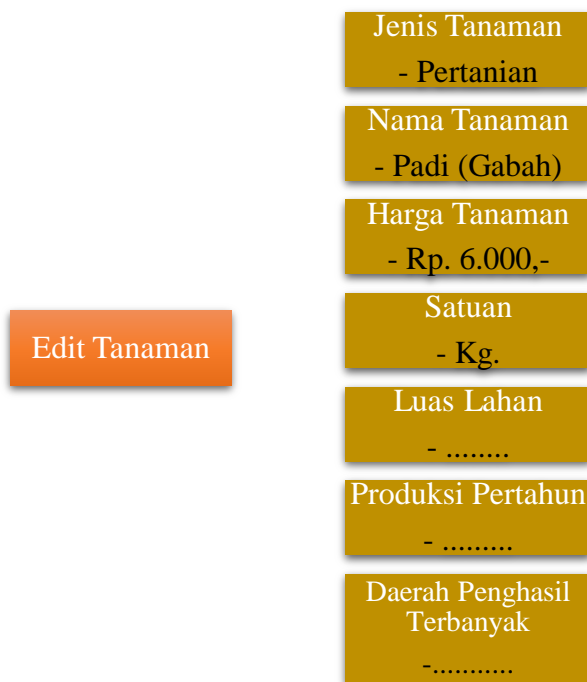 Edit Tanaman
Jenis Tanaman
- Pertanian
Nama Tanaman
- Padi (Gabah)
Harga Tanaman
- Rp. 6.000,-
Satuan
- Kg.
Luas Lahan
- ........
Produksi Pertahun
- .........
Daerah Penghasil
Terbanyak
-...........